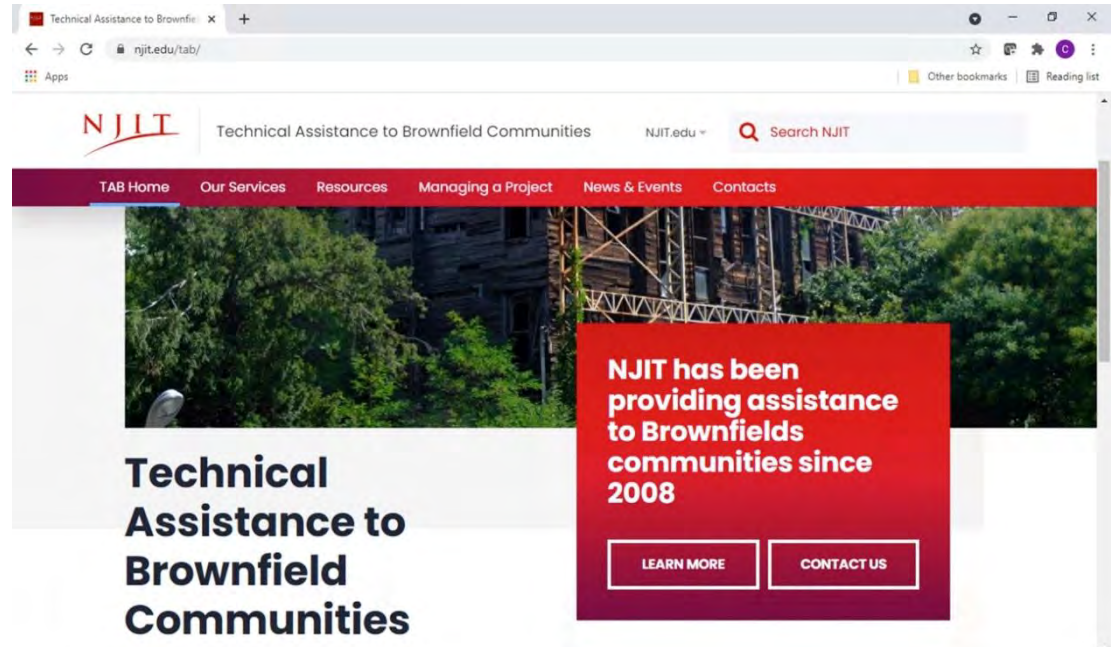 Technical Assistance to Brownfie
njit.edu/tab/
C
Apps
Other bookmarks
Reading list
NJIT
Technical Assistance to Brownfield Communities
NJIT.edu
Search NJIT
TAB Home
Our Services
Resources
Managing a Project
News & Events
Contacts
NJIT has been
providing assistance
to Brownfields
communities since
2008
LEARN MORE
CONTACT US
Technical
Assistance to
Brownfield
Communities